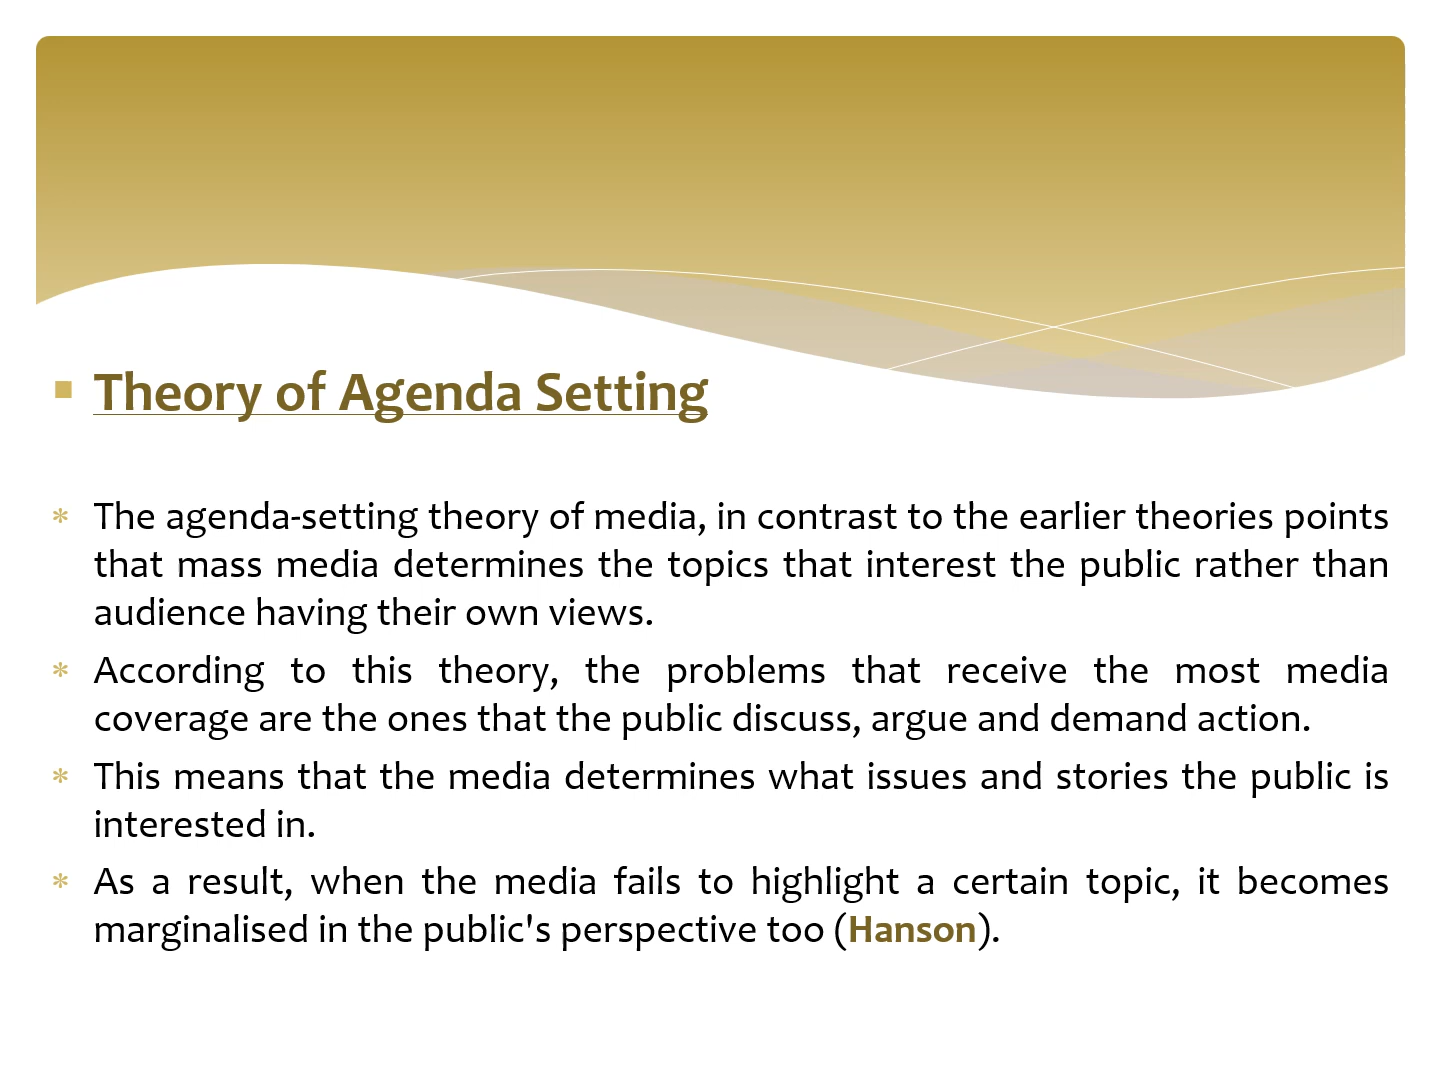 Theory of Agenda Setting
The agenda-setting theory of media, in contrast to the earlier theories points
that mass media determines the topics that interest the public rather than
audience having their own views.
According to this theory, the problems that receive the most media
coverage are the ones that the public discuss, argue and demand action.
This means that the media determines what issues and stories the public is
interested in.
As a result, when the media fails to highlight a certain topic, it becomes
marginalised in the public's perspective too (Hanson).